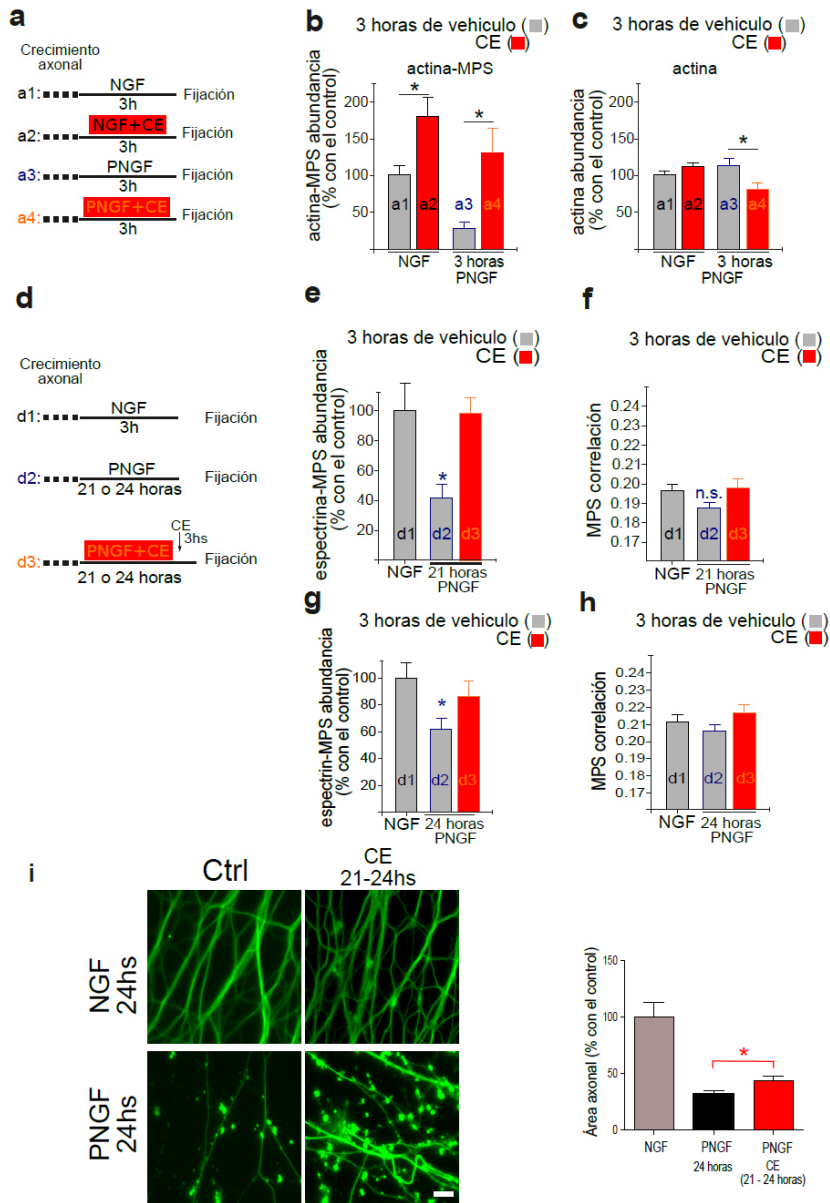 a
Crecimiento
axonal
a1:
NGF
3h
Fijación
a2:
NGF+CE
3h
Fijación
a3:
PNGF
3h
Fijación
a4:
PNGF+CE
3h
Fijación
b
3 horas de vehiculo ( )
CE ( )
actina-MPS
actina-MPS abundancia
(% con el control)
200
150
100
50
*
*
a1
a2
a3
a4
NGF
3 horas
PNGF
c
3 horas de vehiculo ( )
CE ( )
actina
actina abundancia
(% con el control)
200
150
100
50
*
a1
a2
a3
a4
NGF
3 horas
PNGF
d
Crecimiento
axonal
d1:
NGF
3h
Fijación
d2:
PNGF
21 o 24 horas
Fijación
d3:
PNGF+CE
CE
3hs
21 o 24 horas
Fijación
e
3 horas de vehiculo ( )
CE ( )
espectrina-MPS abundancia
(% con el control)
100
80
60
40
20
*
d1
d2
d3
NGF
21 horas
PNGF
f
3 horas de vehiculo ( )
CE ( )
MPS correlación
0.24
0.23
0.22
0.21
0.20
0.19
0.18
0.17
n.s.
d1
d2
d3
NGF
21 horas
PNGF
g
3 horas de vehiculo ( )
CE ( )
espectrin-MPS abundancia
(% con el control)
100
80
60
40
20
*
d1
d2
d3
NGF
24 horas
PNGF
h
3 horas de vehiculo ( )
CE ( )
MPS correlación
0.24
0.23
0.22
0.21
0.20
0.19
0.18
0.17
d1
d2
d3
NGF
24 horas
PNGF
i
Ctrl
CE
21-24hs
NGF
24hs
PNGF
24hs
Área axonal (% con el control)
150
100
50
0
*
NGF
PNGF
24 horas
PNGF
CE
(21 - 24 horas)